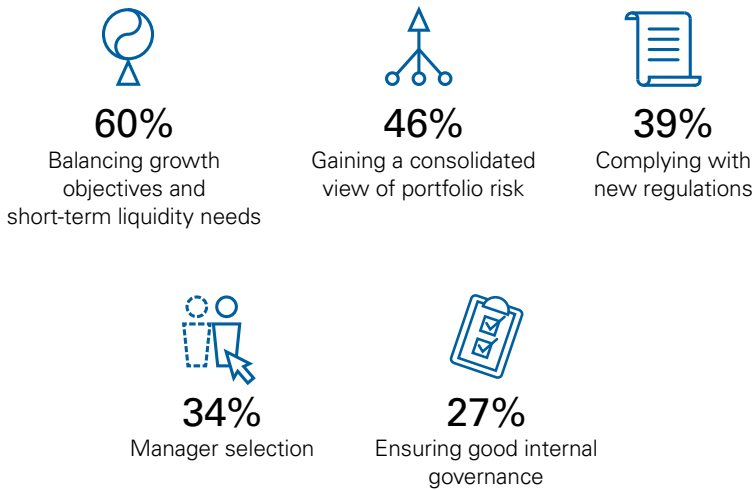 60%
Balancing growth
objectives and
short-term liquidity needs
46%
Gaining a consolidated
view of portfolio risk
39%
Complying with
new regulations
34%
Manager selection
27%
Ensuring good internal
governance